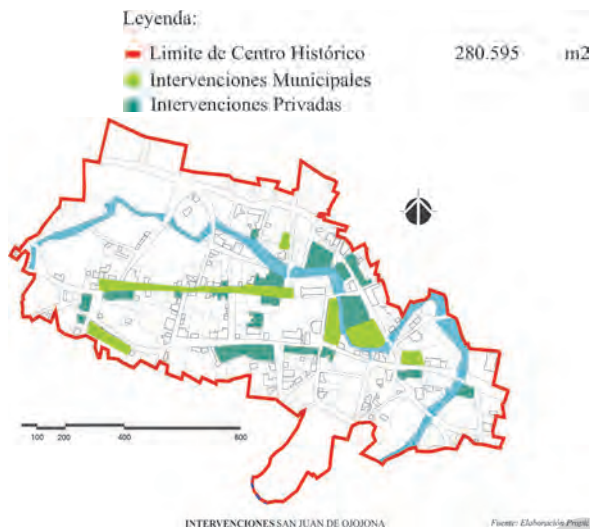 Leyenda:
Limite de Centro Histórico 280.595 m2
Intervenciones Municipales
Intervenciones Privadas
100 200 400 800
INTERVENCIONES SAN JUAN DE OJOJONA
Fuente: Elaboración Propia